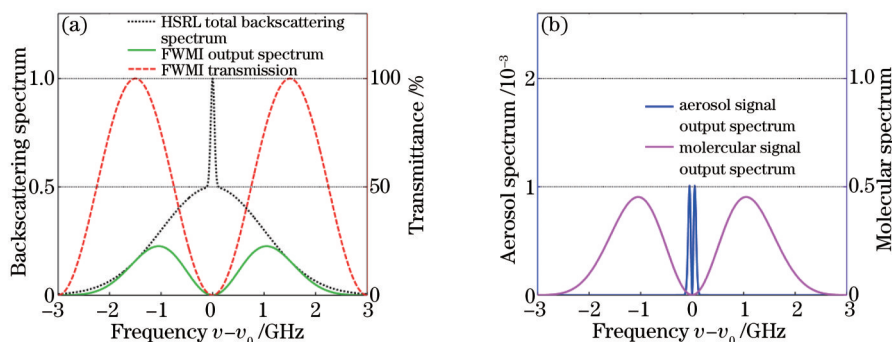 (a)
HSRL total backscattering
spectrum
FWMI output spectrum
FWMI transmission
Backscattering spectrum
1.0
0.5
0
100
50
0
Transmittance /%
−3 −2 −1 0 1 2 3
Frequency υ−υ₀ /GHz
(b)
aerosol signal
output spectrum
molercular signal
output spectrum
Aerosol spectrum /10⁻³
2
1
0
1.0
0.5
0
Molecular spectrum
−3 −2 −1 0 1 2 3
Frequency υ−υ₀ /GHz